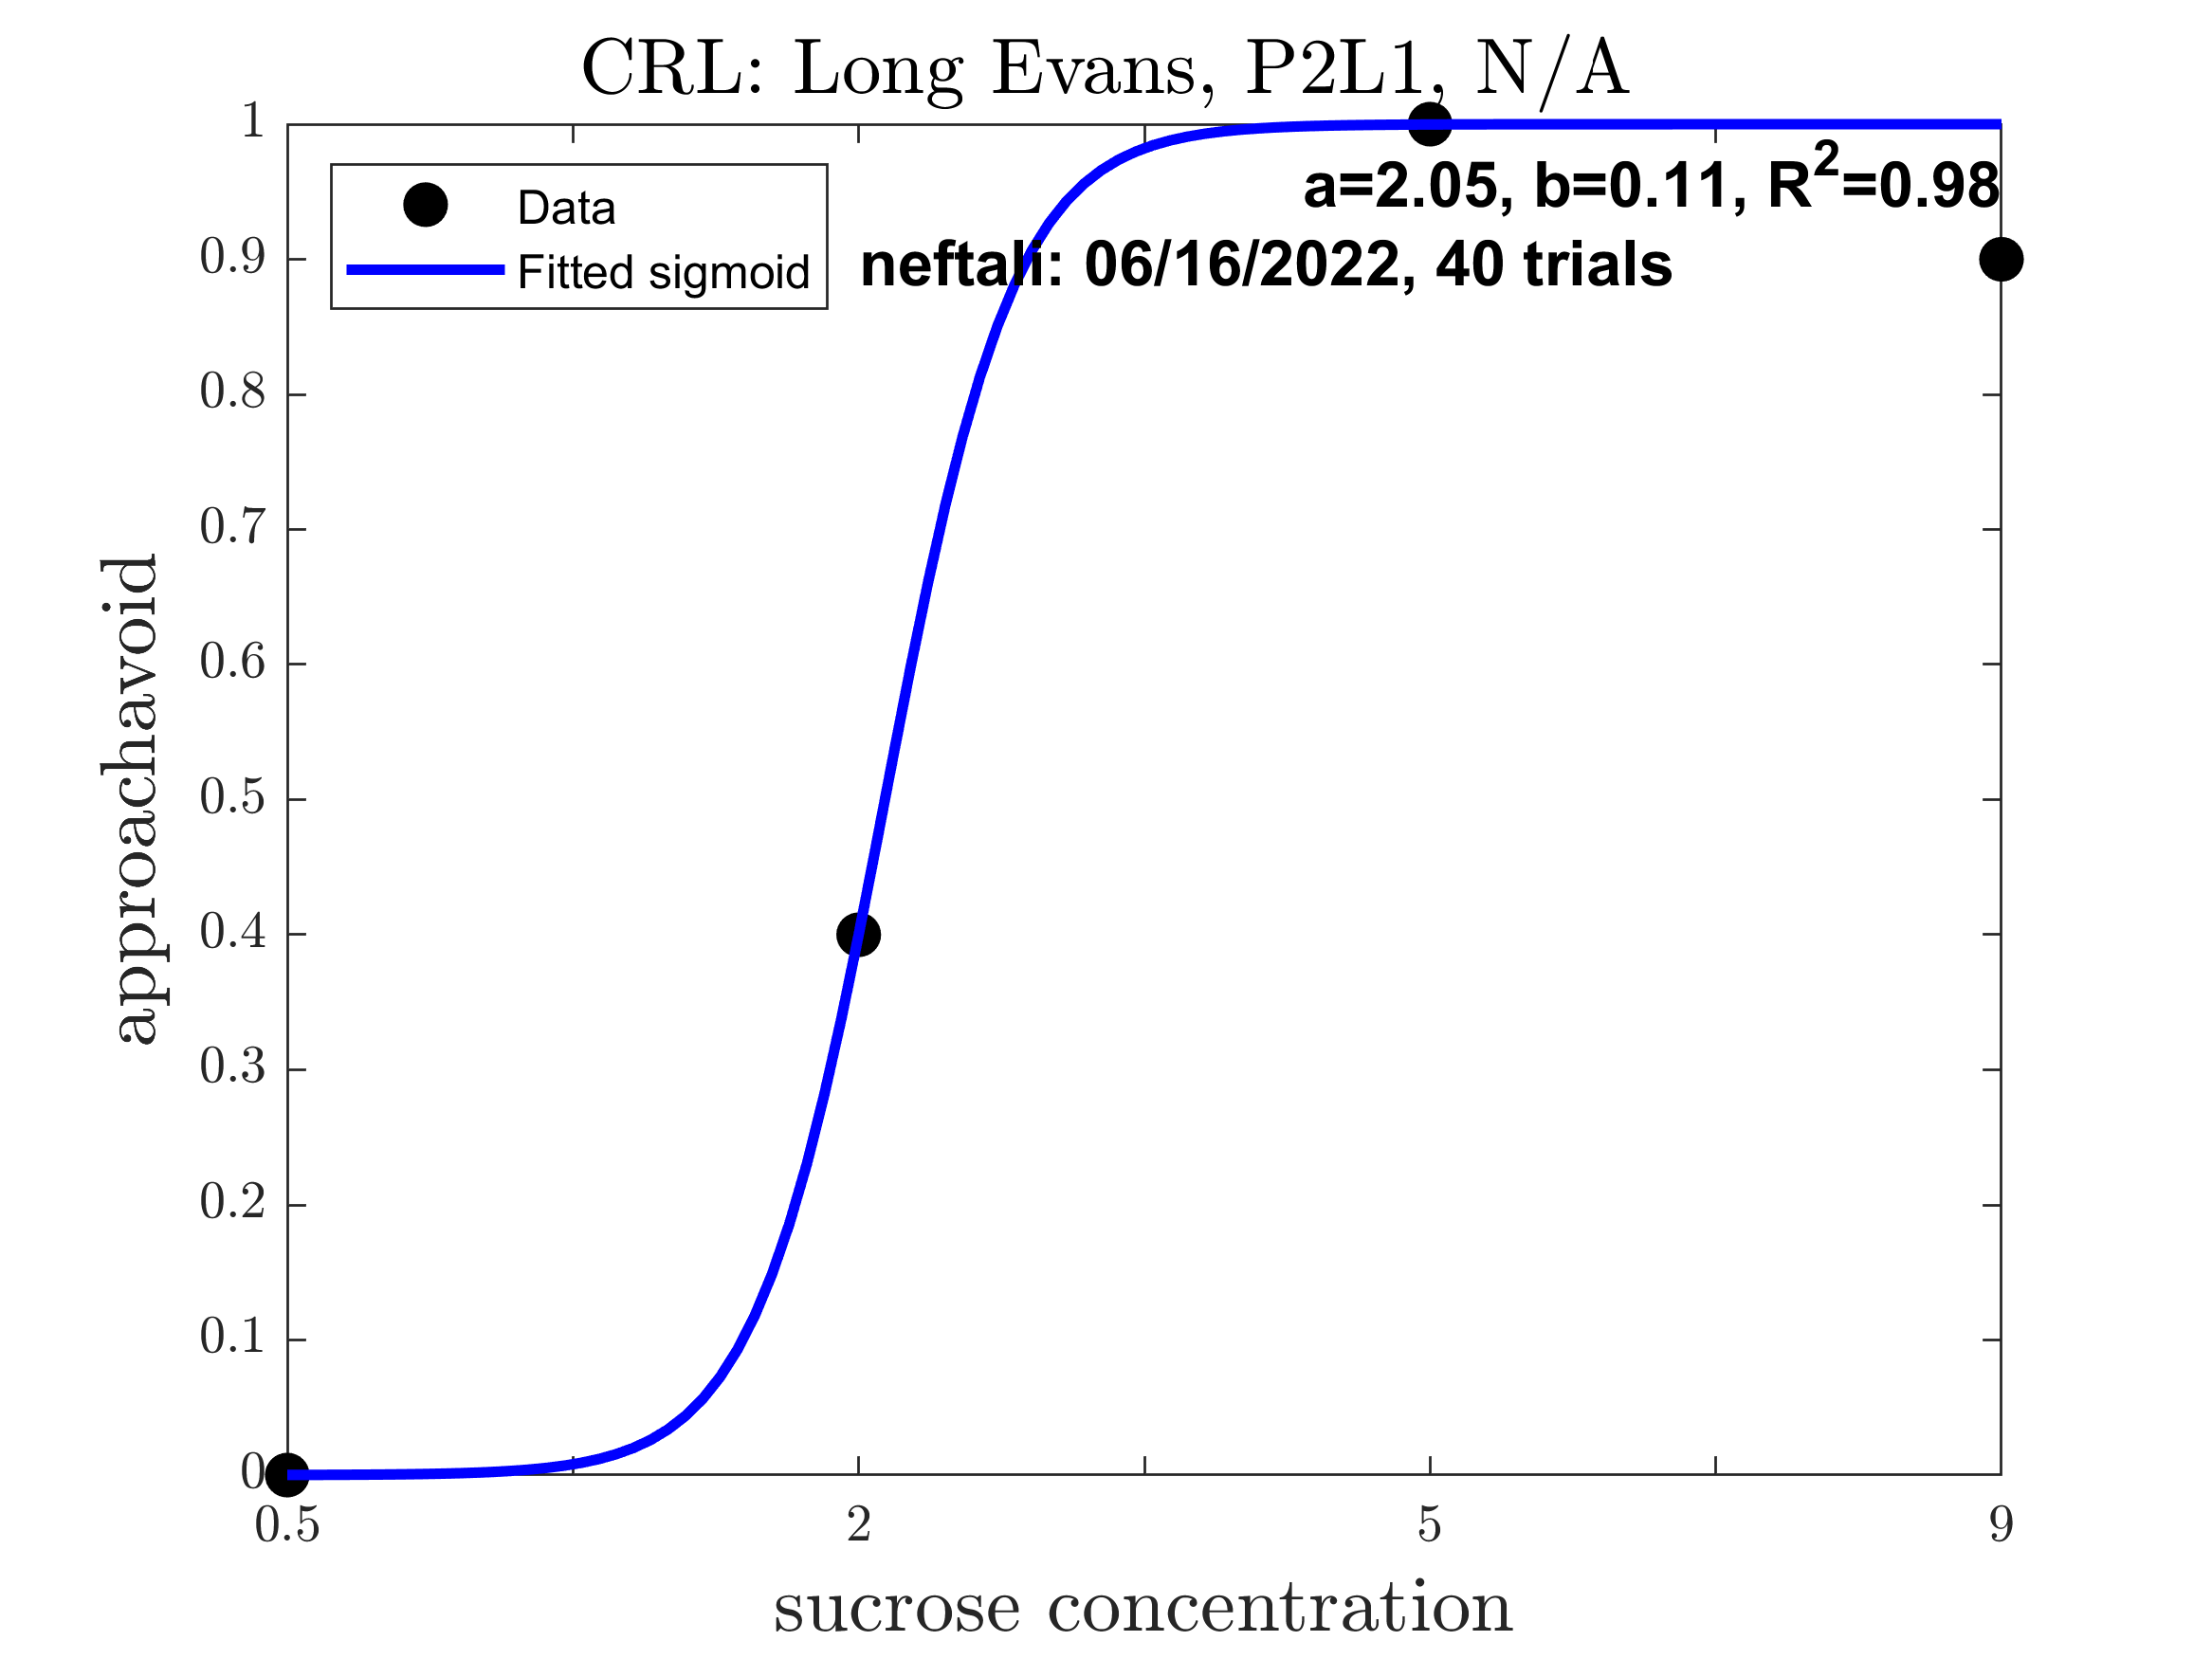 CRL: Long Evans, P2L1, N/A
Data
Fitted sigmoid
a=2.05, b=0.11, R²=0.98
neftali: 06/16/2022, 40 trials
approachavoid
1
0.9
0.8
0.7
0.6
0.5
0.4
0.3
0.2
0.1
0
0.5 2 5 9
sucrose concentration